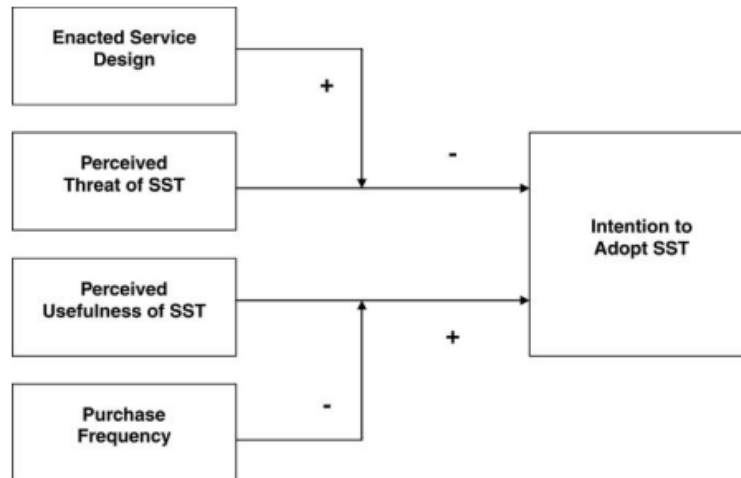 Enacted Service
Design
+
Perceived
Threat of SST
-
Intention to
Adopt SST
Perceived
Usefulness of SST
+
-
Purchase
Frequency